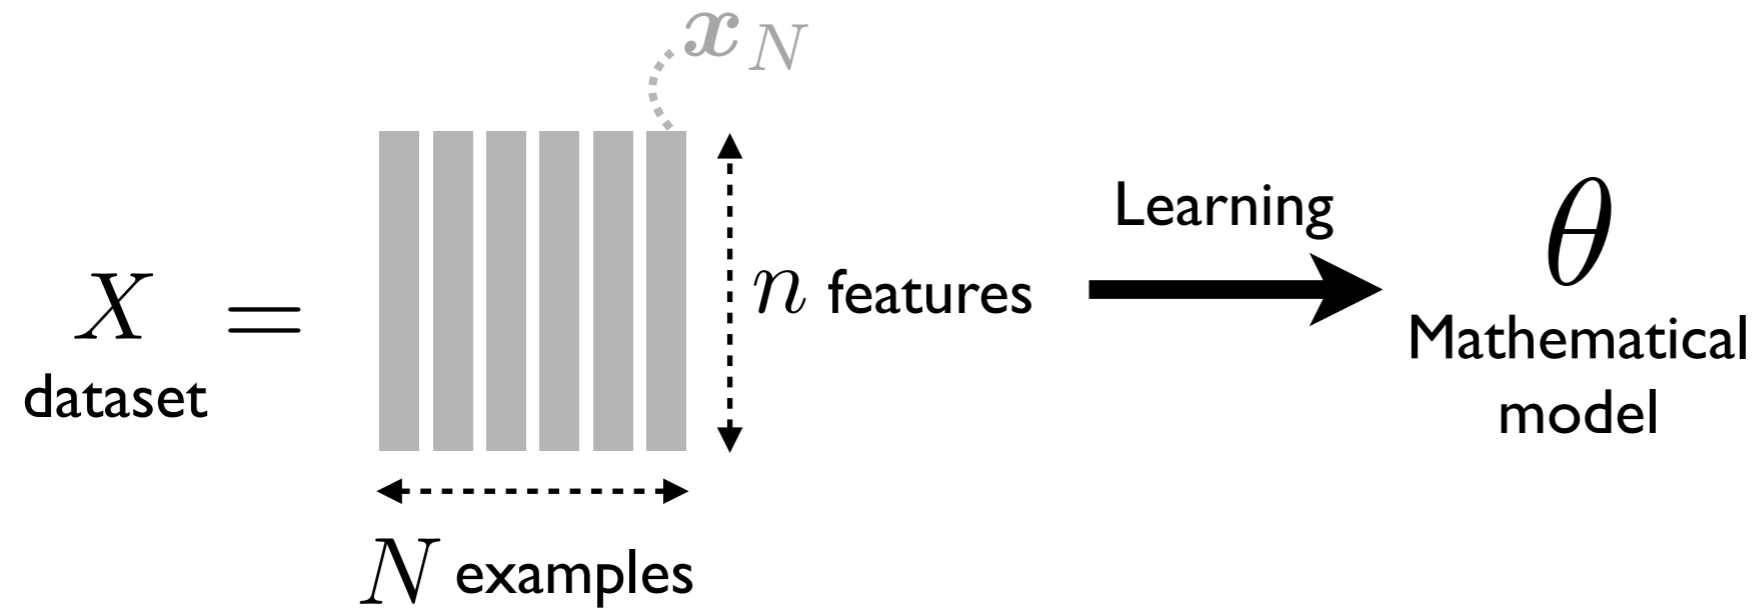 x_N
X =
dataset
n features
N examples
Learning
θ
Mathematical
model